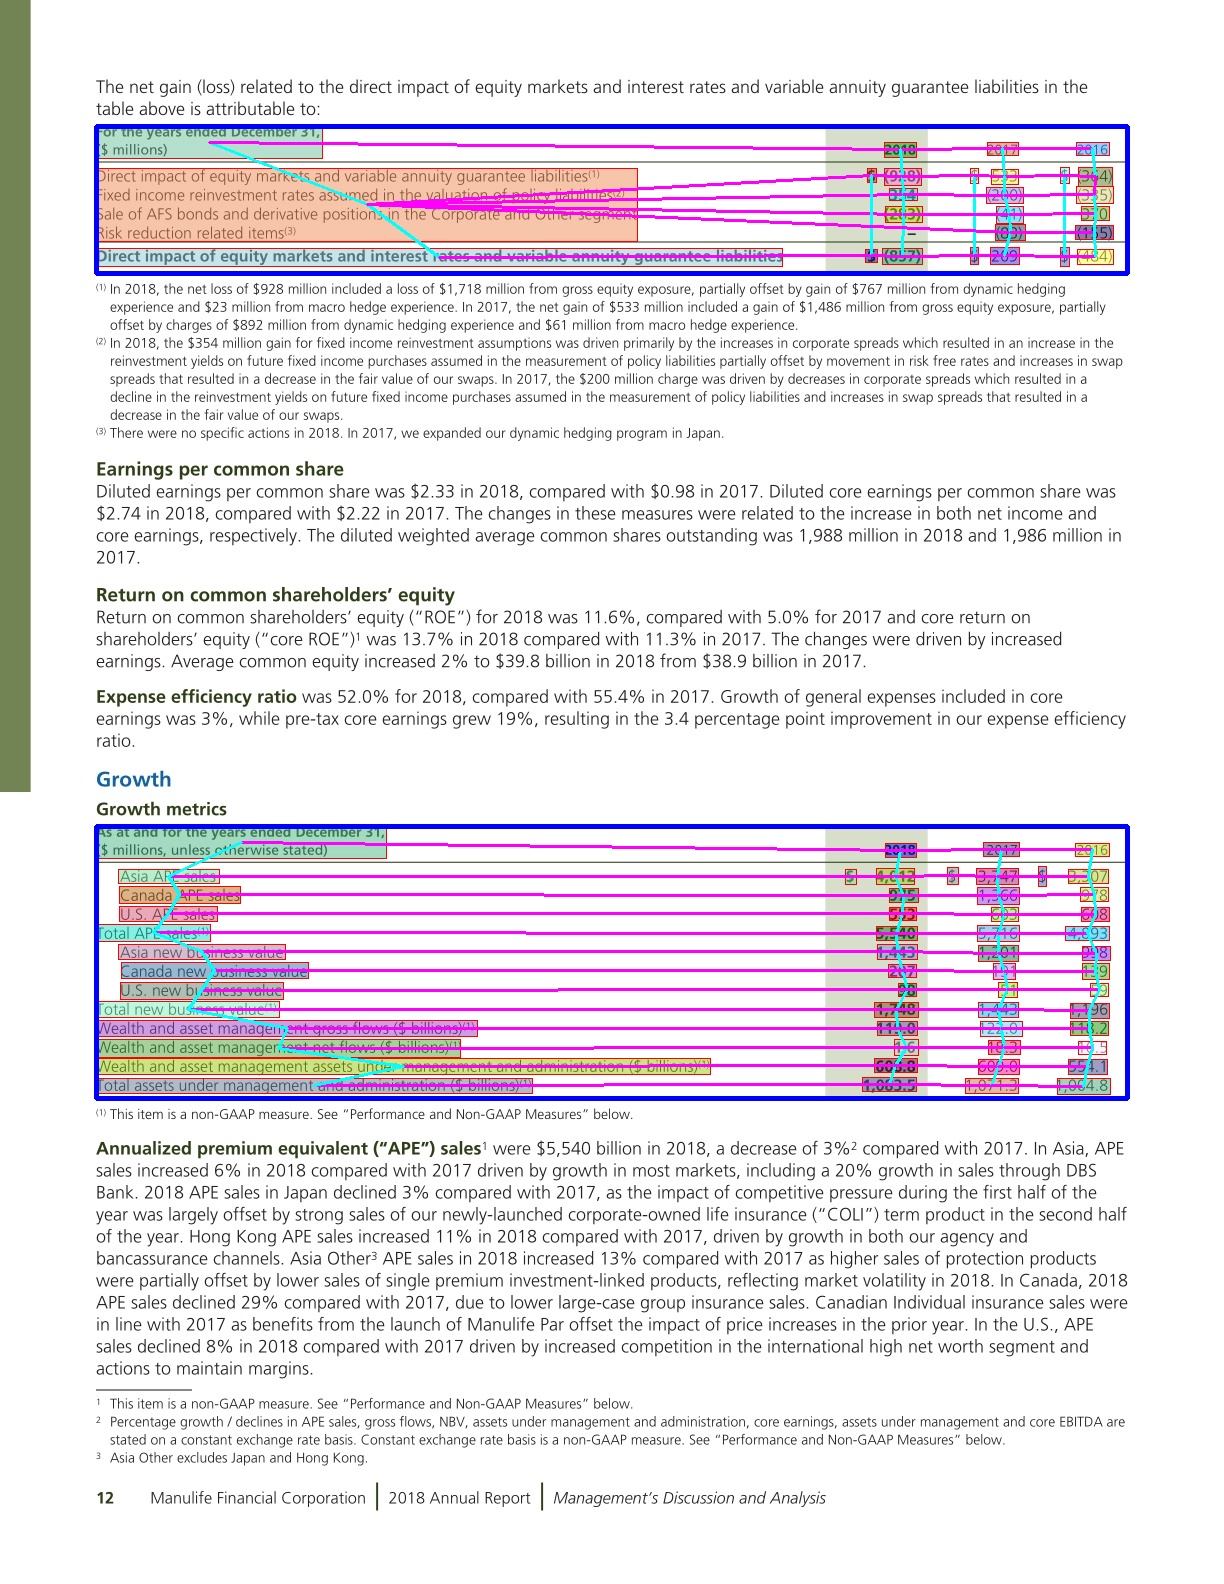 The net gain (loss) related to the direct impact of equity markets and interest rates and variable annuity guarantee liabilities in the
table above is attributable to:
For the years ended December 31,
($ millions) 2018 2017 2016
Direct impact of equity markets and variable annuity guarantee liabilities(1) $ (928) $ 533 $
Fixed income reinvestment rates assumed in the valuation of policy liabilities(2) 354 (200)
Sale of AFS bonds and derivative positions in the Corporate and Other segment (283) (41)
Risk reduction related items(3) – (83) (155)
Direct impact of equity markets and interest rates and variable annuity guarantee liabilities $ (857) $ 209 $
(1) In 2018, the net loss of $928 million included a loss of $1,718 million from gross equity exposure, partially offset by gain of $767 million from dynamic hedging
experience and $23 million from macro hedge experience. In 2017, the net gain of $533 million included a gain of $1,486 million from gross equity exposure, partially
offset by charges of $892 million from dynamic hedging experience and $61 million from macro hedge experience.
(2) In 2018, the $354 million gain for fixed income reinvestment assumptions was driven primarily by the increases in corporate spreads which resulted in an increase in the
reinvestment yields on future fixed income purchases assumed in the measurement of policy liabilities partially offset by movement in risk free rates and increases in swap
spreads that resulted in a decrease in the fair value of our swaps. In 2017, the $200 million charge was driven by decreases in corporate spreads which resulted in a
decline in the reinvestment yields on future fixed income purchases assumed in the measurement of policy liabilities and increases in swap spreads that resulted in a
decrease in the fair value of our swaps.
(3) There were no specific actions in 2018. In 2017, we expanded our dynamic hedging program in Japan.
Earnings per common share
Diluted earnings per common share was $2.33 in 2018, compared with $0.98 in 2017. Diluted core earnings per common share was
$2.74 in 2018, compared with $2.22 in 2017. The changes in these measures were related to the increase in both net income and
core earnings, respectively. The diluted weighted average common shares outstanding was 1,988 million in 2018 and 1,986 million in
2017.
Return on common shareholders’ equity
Return on common shareholders’ equity (“ROE”) for 2018 was 11.6%, compared with 5.0% for 2017 and core return on
shareholders’ equity (“core ROE”)1 was 13.7% in 2018 compared with 11.3% in 2017. The changes were driven by increased
earnings. Average common equity increased 2% to $39.8 billion in 2018 from $38.9 billion in 2017.
Expense efficiency ratio was 52.0% for 2018, compared with 55.4% in 2017. Growth of general expenses included in core
earnings was 3%, while pre-tax core earnings grew 19%, resulting in the 3.4 percentage point improvement in our expense efficiency
ratio.
Growth
Growth metrics
As at and for the years ended December 31,
($ millions, unless otherwise stated) 2018 2017 2016
Asia APE sales $ 4,012 $ 3,747 $ 3,307
Canada APE sales 975 1,366 978
U.S. APE sales 553 603 608
Total APE sales(1) 5,540 5,716 4,893
Asia new business value 1,443 1,201 998
Canada new business value 207 191 139
U.S. new business value 98 51 59
Total new business value(1) 1,748 1,443 1,196
Wealth and asset management gross flows ($ billions)(1) 118.2
Wealth and asset management net flows ($ billions)(1) 1.6
Wealth and asset management assets under management and administration ($ billions)(1) 608.8
Total assets under management and administration ($ billions)(1) 1,083.5
(1) This item is a non-GAAP measure. See “Performance and Non-GAAP Measures” below.
Annualized premium equivalent (“APE”) sales1 were $5,540 billion in 2018, a decrease of 3%2 compared with 2017. In Asia, APE
sales increased 6% in 2018 compared with 2017 driven by growth in most markets, including a 20% growth in sales through DBS
Bank. 2018 APE sales in Japan declined 3% compared with 2017, as the impact of competitive pressure during the first half of the
year was largely offset by strong sales of our newly-launched corporate-owned life insurance (“COLI”) term product in the second half
of the year. Hong Kong APE sales increased 11% in 2018 compared with 2017, driven by growth in both our agency and
bancassurance channels. Asia Other3 APE sales in 2018 increased 13% compared with 2017 as higher sales of protection products
were partially offset by lower sales of single premium investment-linked products, reflecting market volatility in 2018. In Canada, 2018
APE sales declined 29% compared with 2017, due to lower large-case group insurance sales. Canadian Individual insurance sales were
in line with 2017 as benefits from the launch of Manulife Par offset the impact of price increases in the prior year. In the U.S., APE
sales declined 8% in 2018 compared with 2017 driven by increased competition in the international high net worth segment and
actions to maintain margins.
1 This item is a non-GAAP measure. See “Performance and Non-GAAP Measures” below.
2 Percentage growth / declines in APE sales, gross flows, NBV, assets under management and administration, core earnings, assets under management and core EBITDA are
stated on a constant exchange rate basis. Constant exchange rate basis is a non-GAAP measure. See “Performance and Non-GAAP Measures” below.
3 Asia Other excludes Japan and Hong Kong.
12 Manulife Financial Corporation | 2018 Annual Report | Management’s Discussion and Analysis